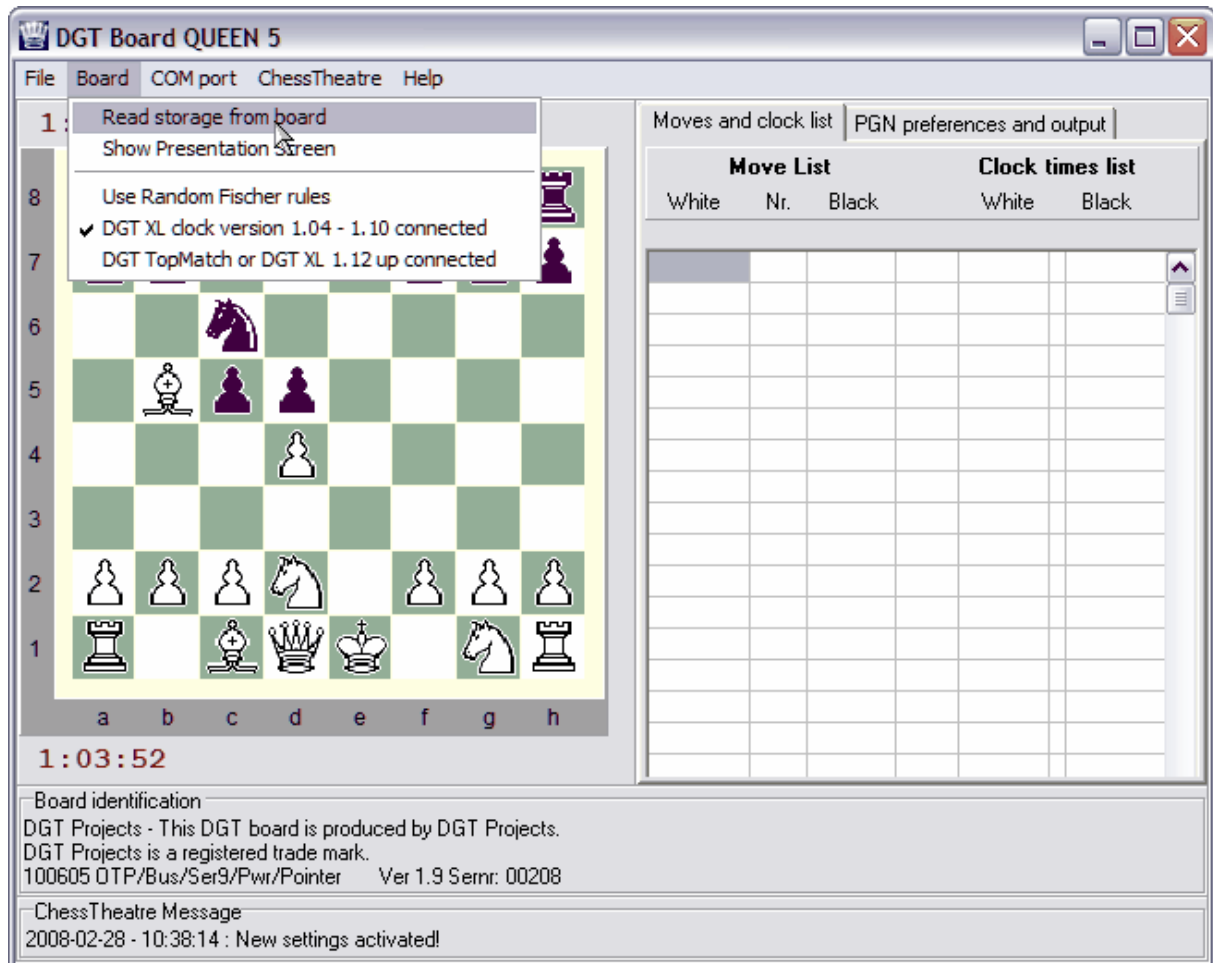 DGT Board QUEEN 5
File Board COM port ChessTheatre Help
1:
Read storage from board
Show Presentation Screen
Use Random Fischer rules
DGT XL clock version 1.04 - 1.10 connected
DGT TopMatch or DGT XL 1.12 up connected
Moves and clock list PGN preferences and output
Move List Clock times list
White Nr. Black White Black
8
7
6
5
4
3
2
1
a b c d e f g h
1:03:52
Board identification
DGT Projects - This DGT board is produced by DGT Projects.
DGT Projects is a registered trade mark.
100605 OTP/Bus/Ser9/Pwr/Pointer Ver 1.9 Sernr: 00208
ChessTheatre Message
2008-02-28 - 10:38:14 : New settings activated!